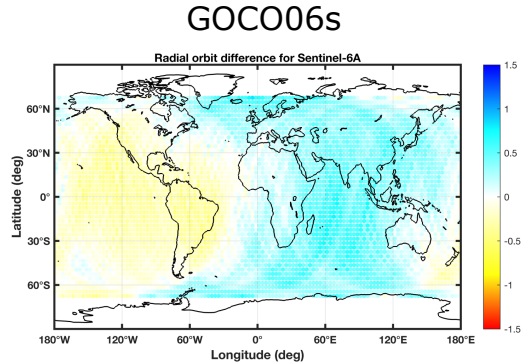 GOCO06s
Radial orbit difference for Sentinel-6A
1.5
1
0.5
0
-0.5
-1
-1.5
60°N
30°N
0°
30°S
60°S
Latitude (deg)
180°W
120°W
60°W
0°
60°E
120°E
180°E
Longitude (deg)